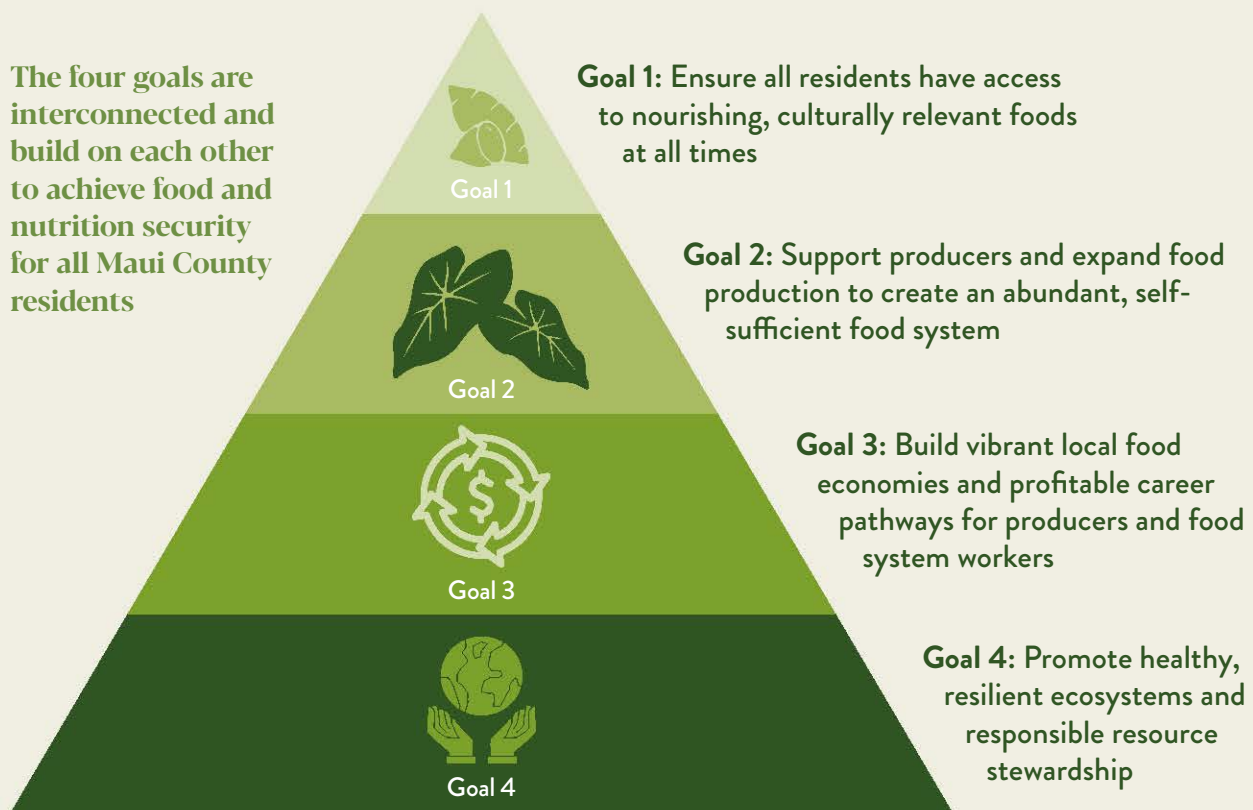 The four goals are
interconnected and
build on each other
to achieve food and
nutrition security
for all Maui County
residents
Goal 1: Ensure all residents have access
to nourishing, culturally relevant foods
at all times
Goal 1
Goal 2: Support producers and expand food
production to create an abundant, self-
sufficient food system
Goal 2
Goal 3: Build vibrant local food
economies and profitable career
pathways for producers and food
system workers
$
Goal 3
Goal 4: Promote healthy,
resilient ecosystems and
responsible resource
stewardship
Goal 4